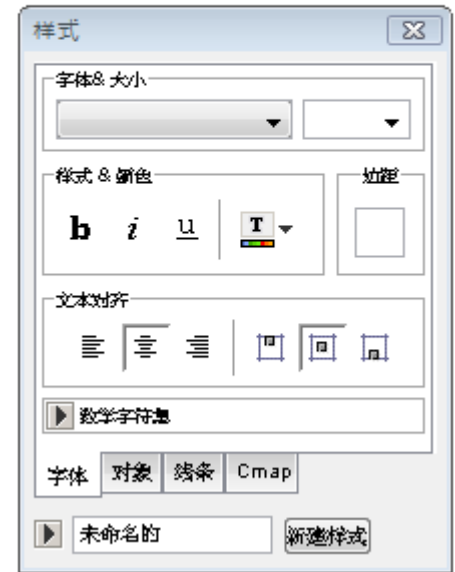 样式
字体& 大小
样式 & 颜色
边距
b i u T
文本对齐
数学字符集
字体 对象 线条 Cmap
未命名的 新建样式